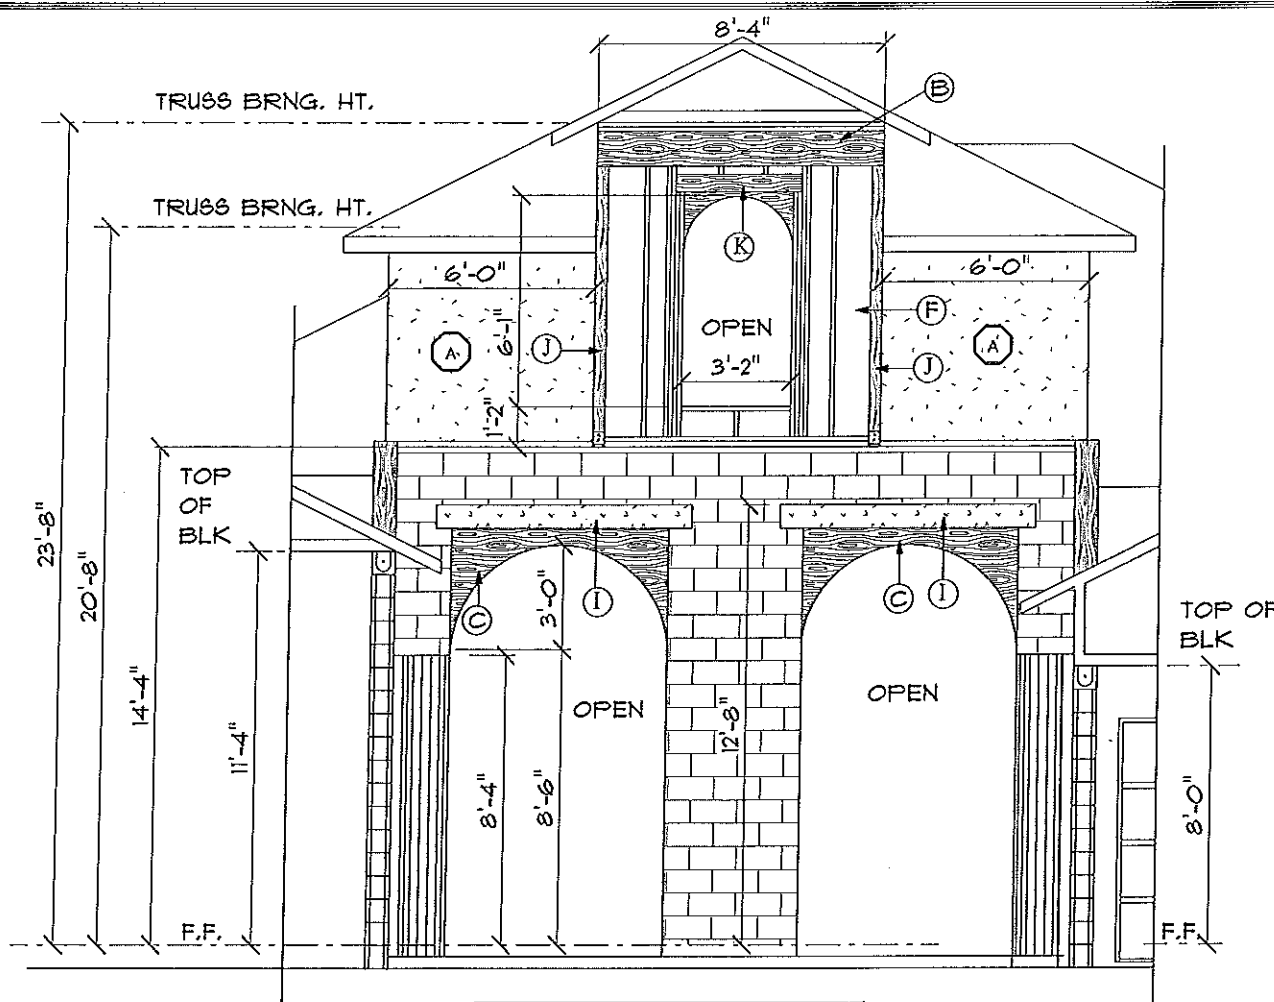 8'-4"
B
TRUSS BRNG. HT.
TRUSS BRNG. HT.
K
6'-0"
6'-0"
F
OPEN
6'-1"
J
A
A
3'-2"
J
1'-2"
TOP
OF
BLK
23'-8"
20'-8"
C
3'-0"
I
C
I
TOP OF
BLK
14'-4"
OPEN
OPEN
12'-8"
11'-4"
8'-4"
8'-6"
8'-0"
F.F.
F.F.